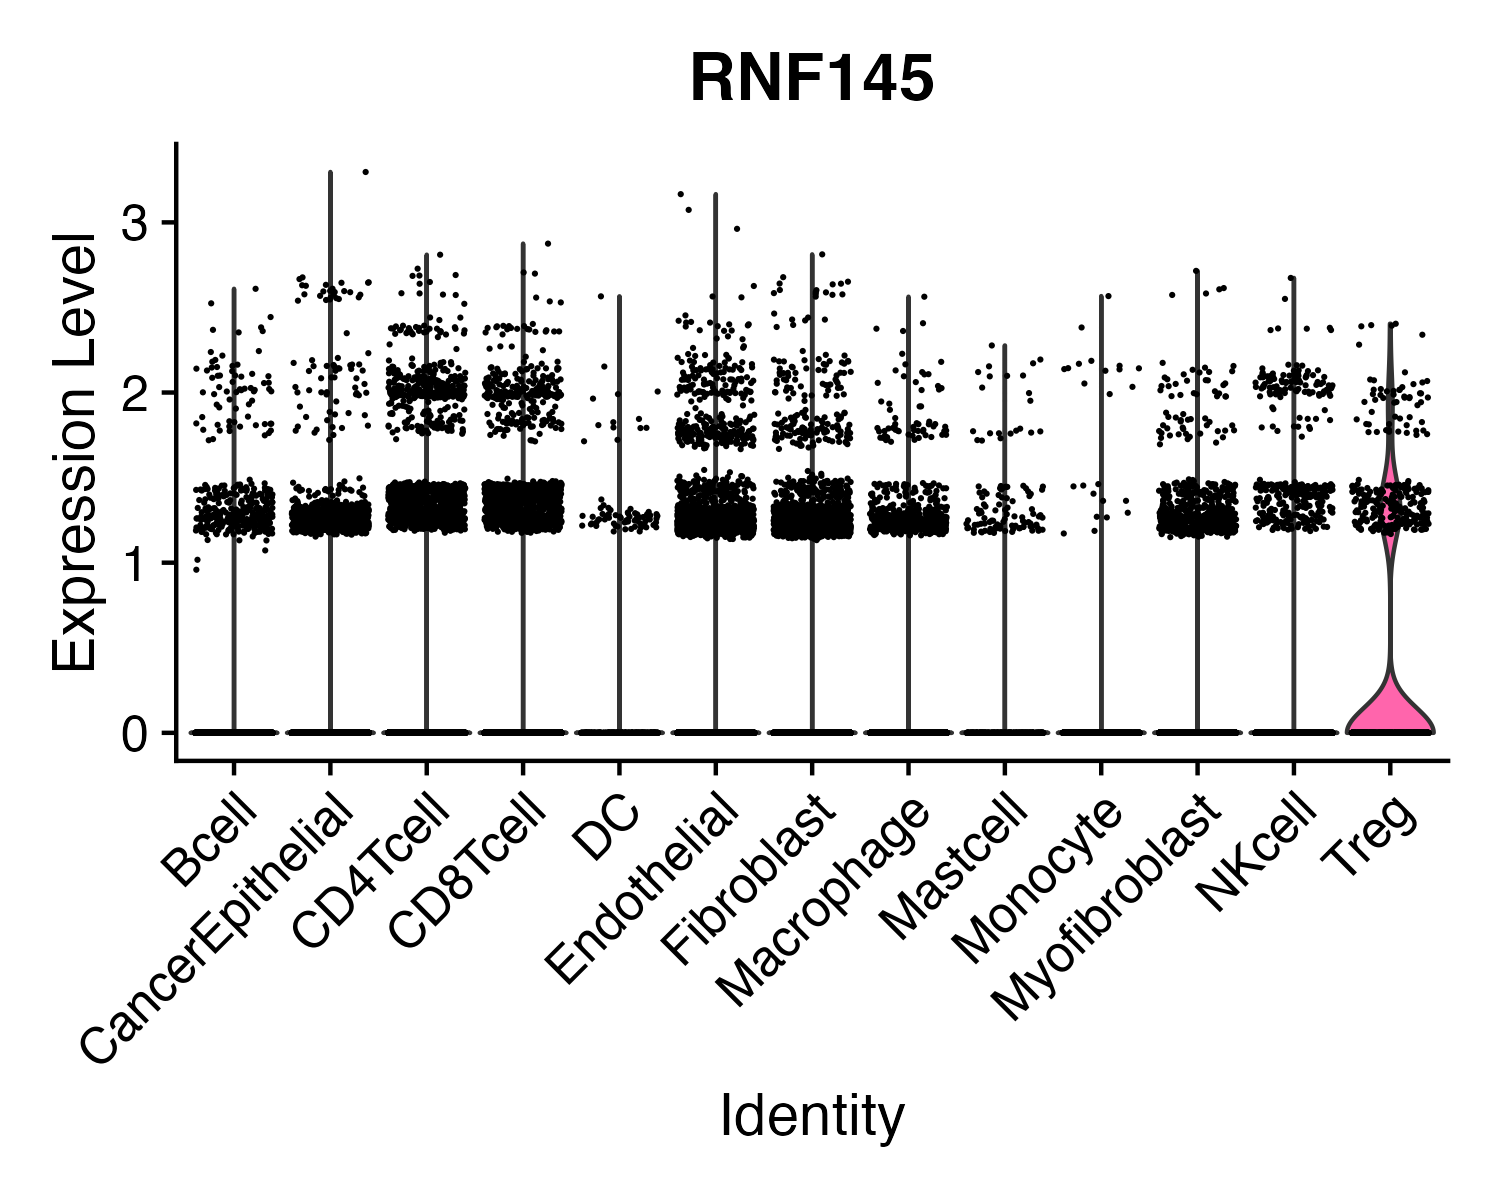 RNF145
Expression Level
3
2
1
0
Bcell
CancerEpithelial
CD4Tcell
CD8Tcell
DC
Endothelial
Fibroblast
Macrophage
Mastcell
Monocyte
Myofibroblast
NKcell
Treg
Identity